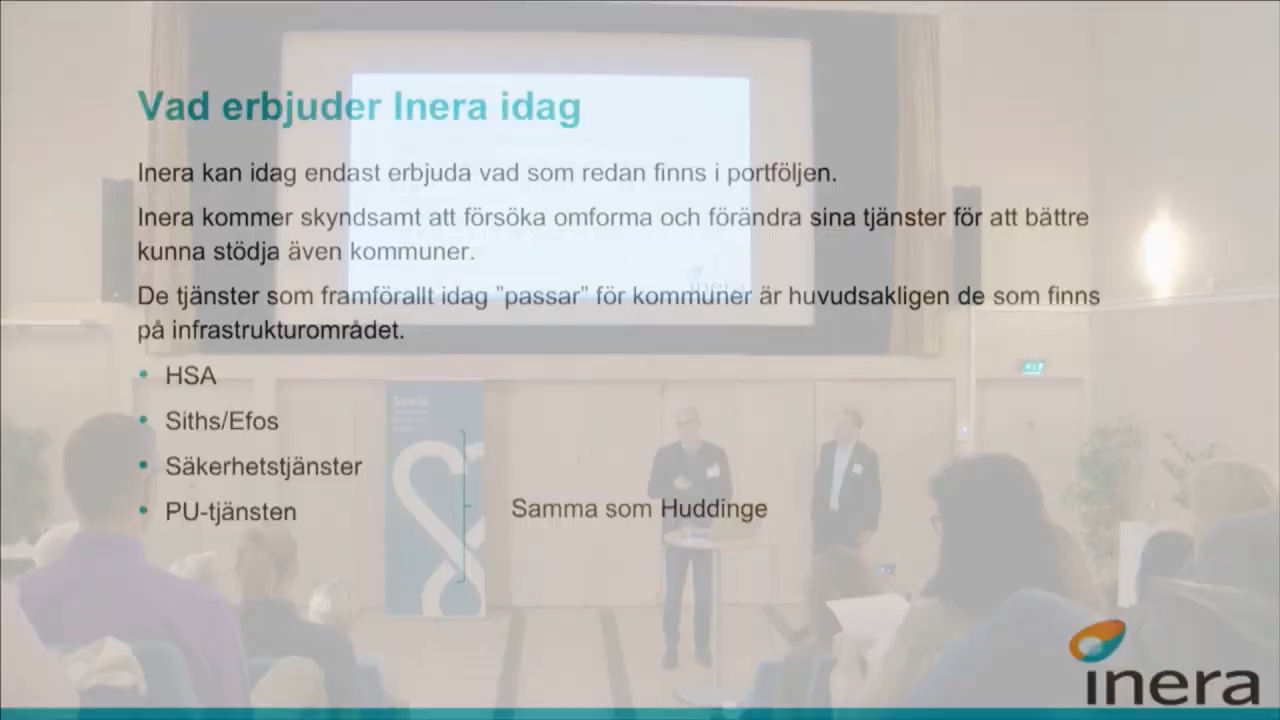 Vad erbjuder Inera idag
Inera kan idag endast erbjuda vad som redan finns i portföljen.
Inera kommer skyndsamt att försöka omforma och förändra sina tjänster för att bättre
kunna stödja även kommuner.
De tjänster som framförallt idag ”passar” för kommuner är huvudsakligen de som finns
på infrastrukturområdet.
• HSA
• Siths/Efos
• Säkerhetstjänster
• PU-tjänsten
Samma som Huddinge
inera
inera